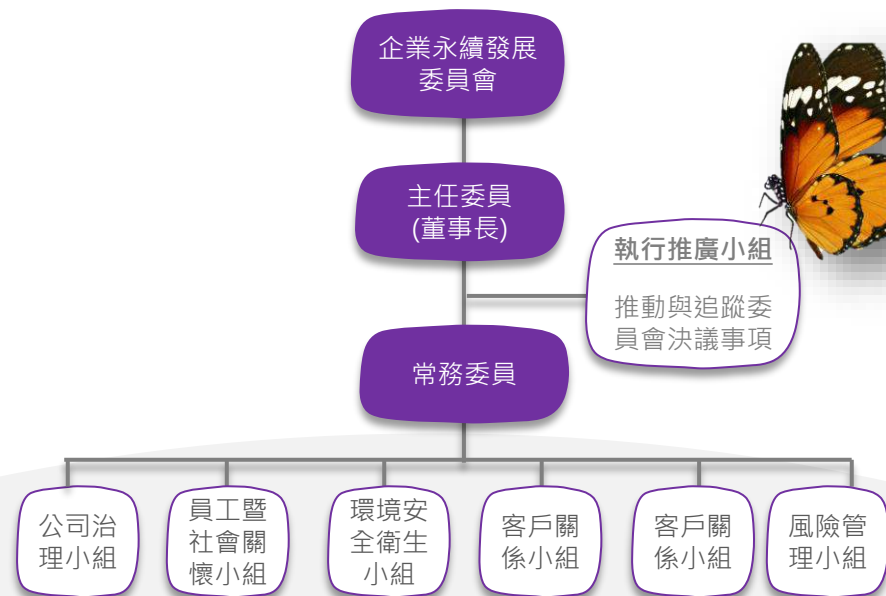 企業永續發展
委員會
主任委員
(董事長)
執行推廣小組
推動與追蹤委
員會決議事項
常務委員
公司治
理小組
員工暨
社會關
懷小組
環境安
全衛生
小組
客戶關
係小組
客戶關
係小組
風險管
理小組